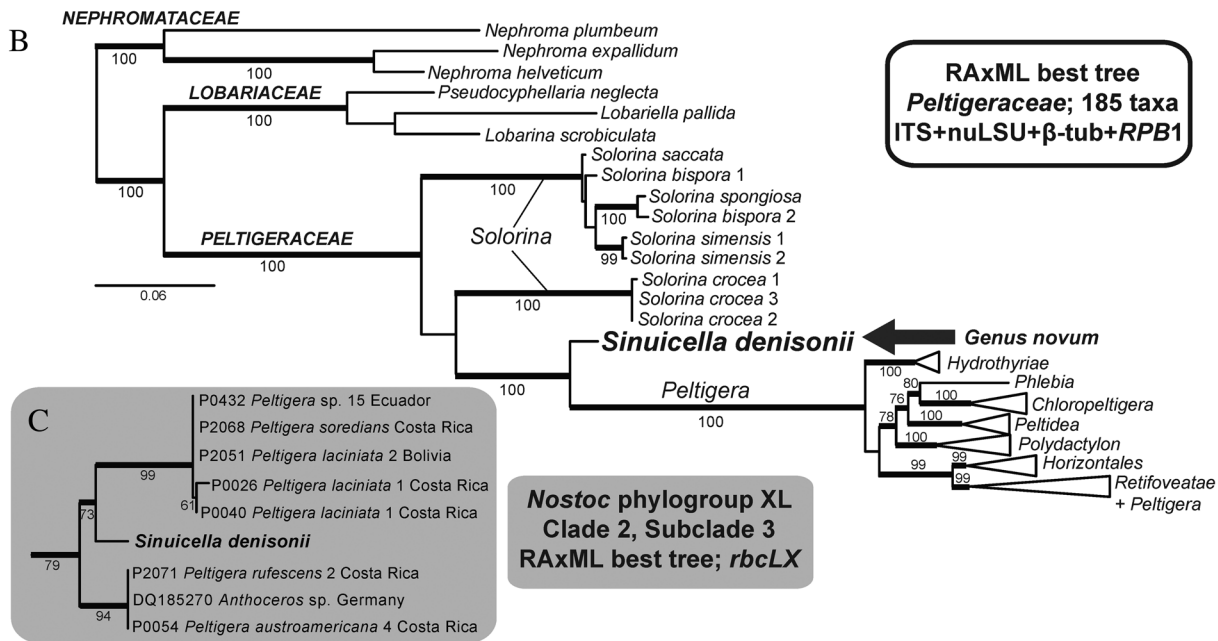 B
NEPHROMATACEAE
100
Nephroma plumbeum
Nephroma expallidum
100
Nephroma helveticum
LOBARIACEAE
100
Pseudocyphellaria neglecta
Lobariella pallida
Lobarina scrobiculata
100
RAxML best tree
Peltigeraceae; 185 taxa
ITS+nuLSU+β-tub+RPB1
PELTIGERACEAE
100
Solorina
100
Solorina saccata
Solorina bispora 1
Solorina spongiosa
100
Solorina bispora 2
Solorina simensis 1
99
Solorina simensis 2
100
Solorina crocea 1
Solorina crocea 3
Solorina crocea 2
0.06
100
Sinuicella denisonii
Genus novum
Peltigera
100
100
Hydrothyriae
80
Phlebia
76
100
Chloropeltigera
78
100
Peltidea
100
Polydactylon
99
99
Horizontales
99
Retifoveatae
+ Peltigera
C
P0432 Peltigera sp. 15 Ecuador
P2068 Peltigera soredians Costa Rica
99
P2051 Peltigera laciniata 2 Bolivia
P0026 Peltigera laciniata 1 Costa Rica
61
P0040 Peltigera laciniata 1 Costa Rica
73
Sinuicella denisonii
79
P2071 Peltigera rufescens 2 Costa Rica
DQ185270 Anthoceros sp. Germany
94
P0054 Peltigera austroamericana 4 Costa Rica
Nostoc phylogroup XL
Clade 2, Subclade 3
RAxML best tree; rbcLX